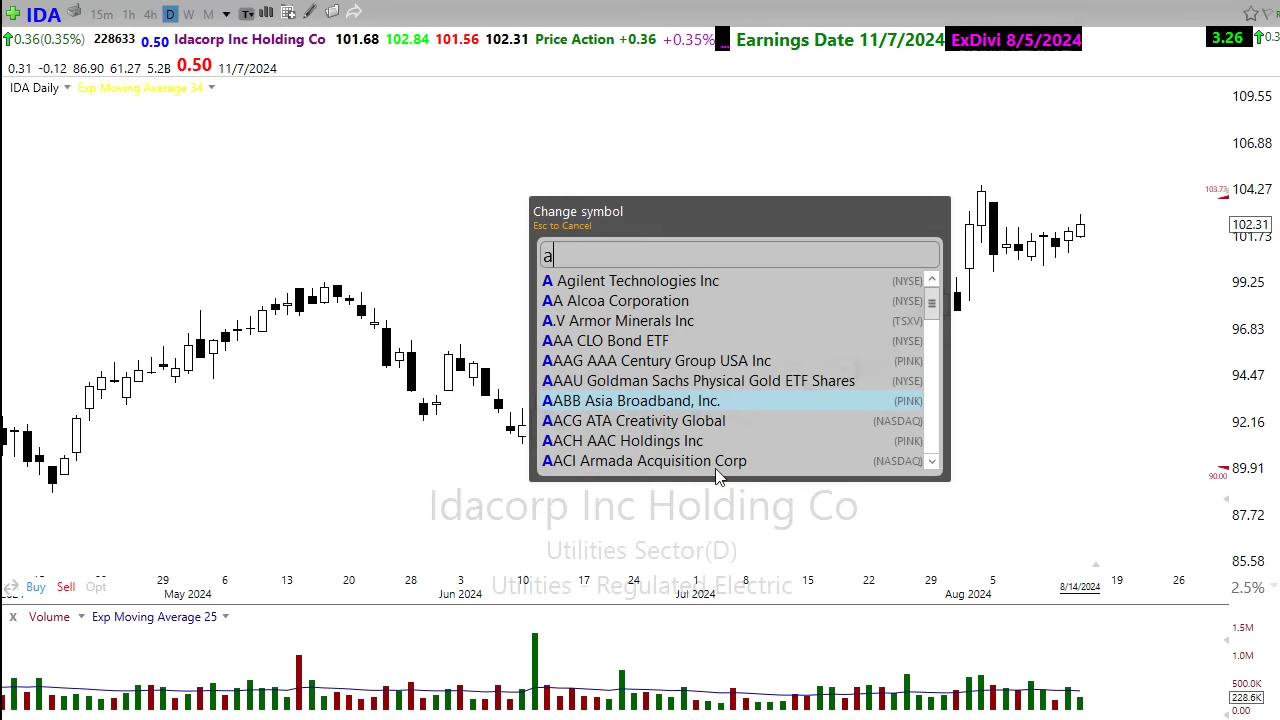 IDA 15m 1h 4h D W M T
0.36(0.35%) 228633 0.50 Idacorp Inc Holding Co 101.68 102.84 101.56 102.31 Price Action +0.36 +0.35% ... Earnings Date 11/7/2024 ExDivi 8/5/2024 3.26
0.31 -0.12 86.90 61.27 5.2B 0.50 11/7/2024
IDA Daily Exp Moving Average 34
109.55
106.88
103.73
104.27
102.31
101.73
99.25
96.83
94.47
92.16
89.91
90.00
87.72
85.58
Change symbol
Esc to Cancel
a
A Agilent Technologies Inc (NYSE)
AA Alcoa Corporation (NYSE)
A.V Armor Minerals Inc (TSXV)
AAA CLO Bond ETF (NYSE)
AAAG AAA Century Group USA Inc (PINK)
AAAU Goldman Sachs Physical Gold ETF Shares (NYSE)
AABB Asia Broadband, Inc. (PINK)
AACG ATA Creativity Global (NASDAQ)
AACH AAC Holdings Inc (PINK)
AACI Armada Acquisition Corp (NASDAQ)
Idacorp Inc Holding Co
Utilities Sector(D)
Utilities - Regulated Electric
Buy Sell Opt
29 6 13 20 28 3 10 17 24 1 8 15 22 29 5 8/14/2024 19 26
May 2024 Jun 2024 Jul 2024 Aug 2024
2.5%
X Volume Exp Moving Average 25
1.5M
1.0M
500.0K
228.6K
0.00